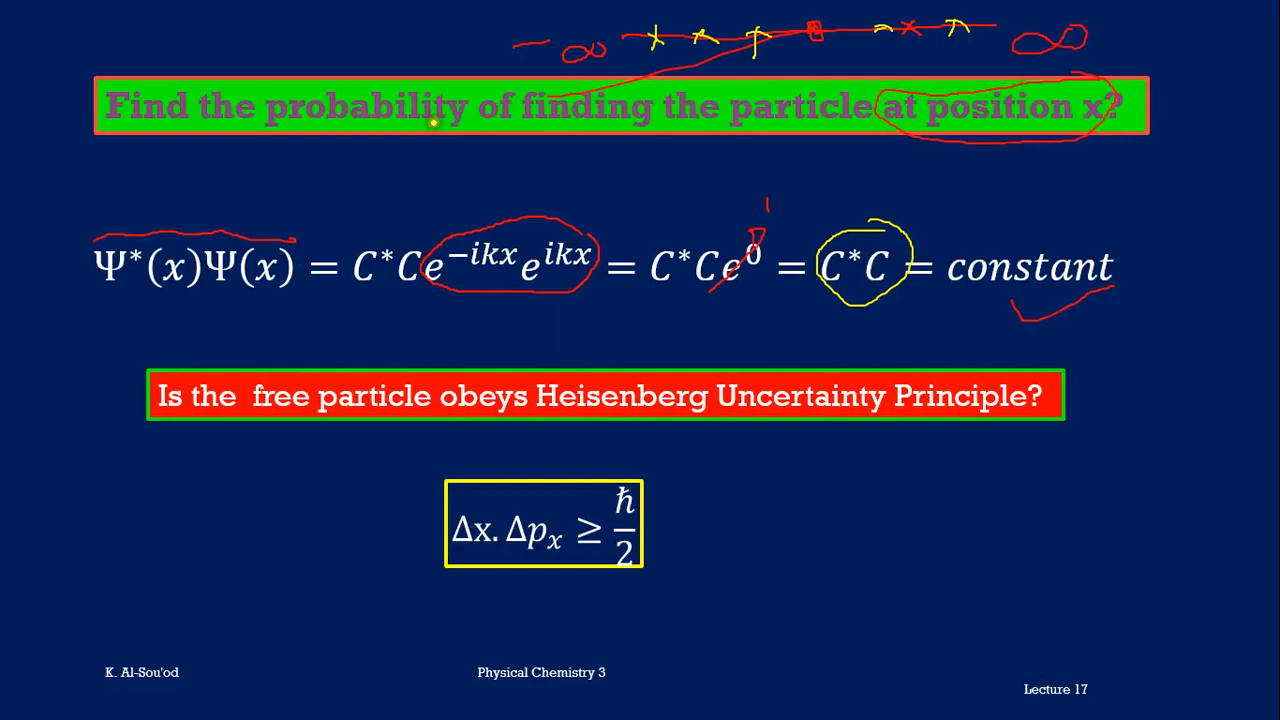 - ∞ ∞
Find the probability of finding the particle at position x?
1
Ψ*(x)Ψ(x) = C*Ce^{-ikx}e^{ikx} = C*Ce^0 = C*C = constant
Is the free particle obeys Heisenberg Uncertainty Principle?
Δx. Δp_x ≥ ℏ/2
K. Al-Sou'od
Physical Chemistry 3
Lecture 17